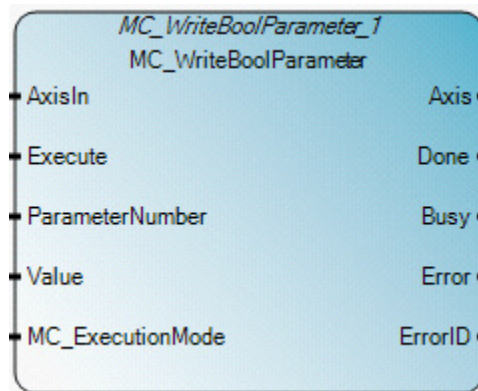 MC_WriteBoolParameter_1
MC_WriteBoolParameter
AxisIn Axis
Execute Done
ParameterNumber Busy
Value Error
MC_ExecutionMode ErrorID